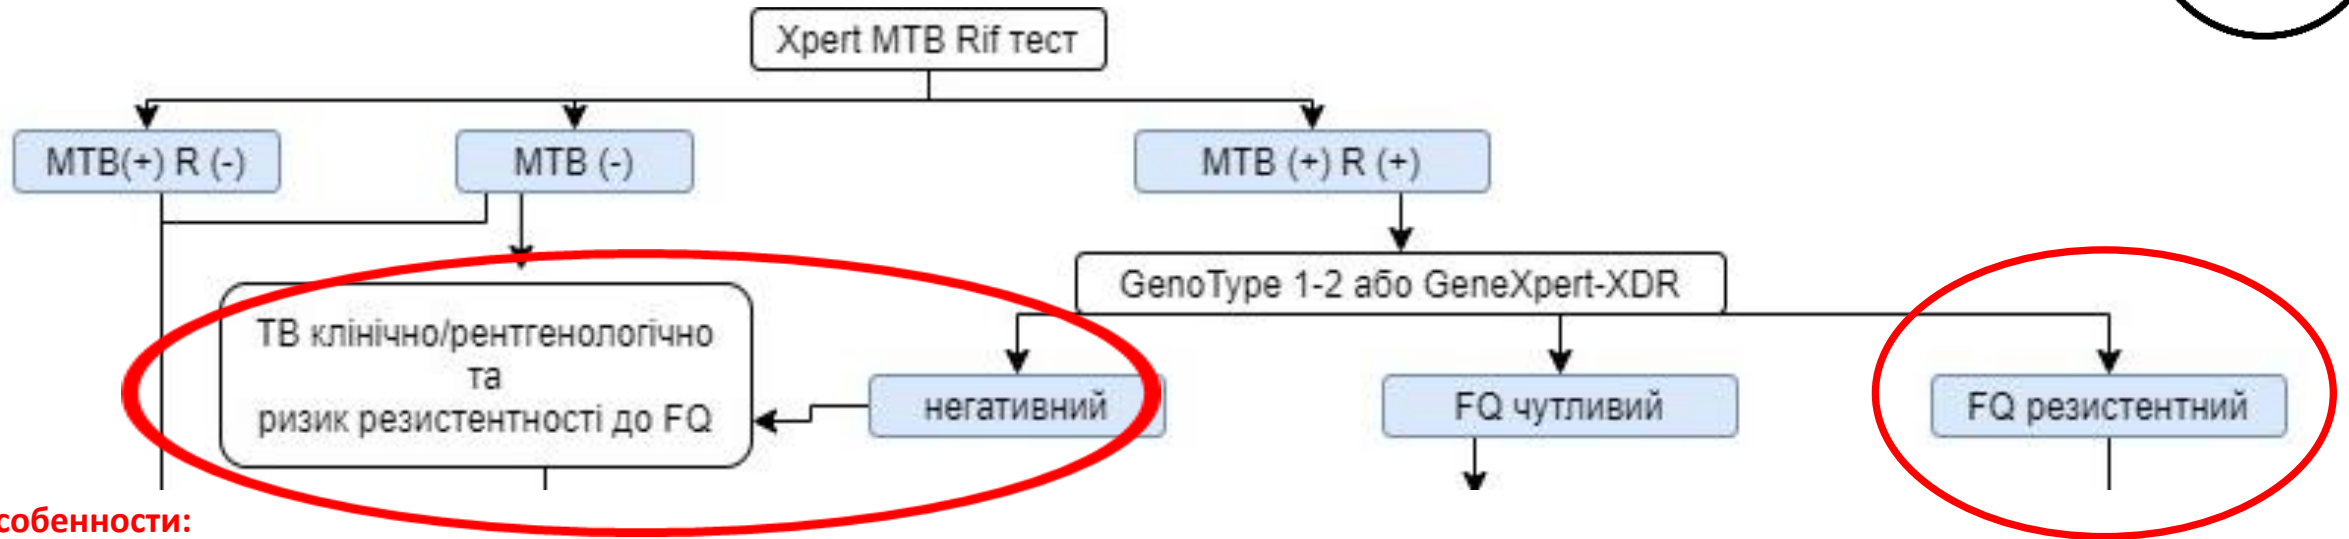 Xpert MTB Rif тест
MTB(+) R (-)
MTB (-)
MTB (+) R (+)
GenoType 1-2 або GeneXpert-XDR
ТВ клінічно/рентгенологічно
та
ризик резистентності до FQ
негативний
FQ чутливий
FQ резистентний
собенности: